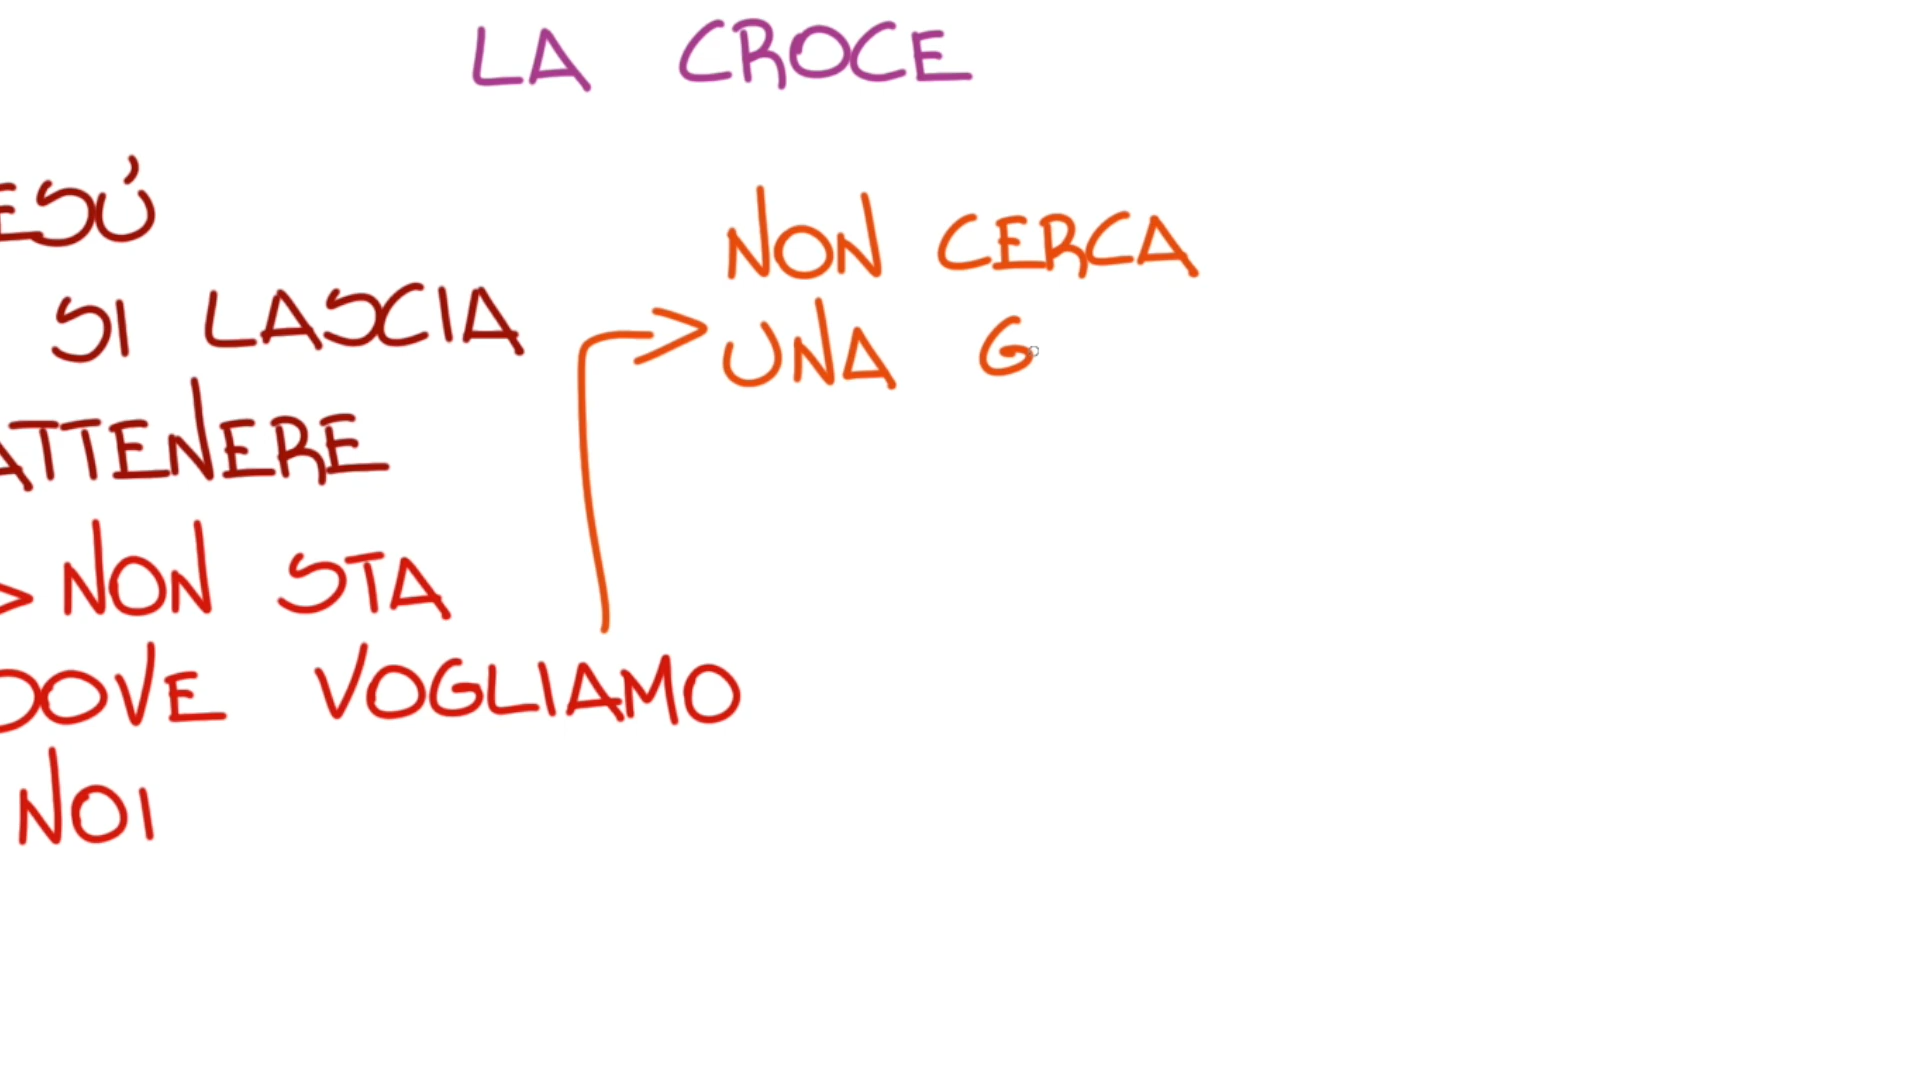 LA CROCE
ESÚ
SI LASCIA
ATTENERE
NON STA
DOVE VOGLIAMO
NOI
NON CERCA
UNA G